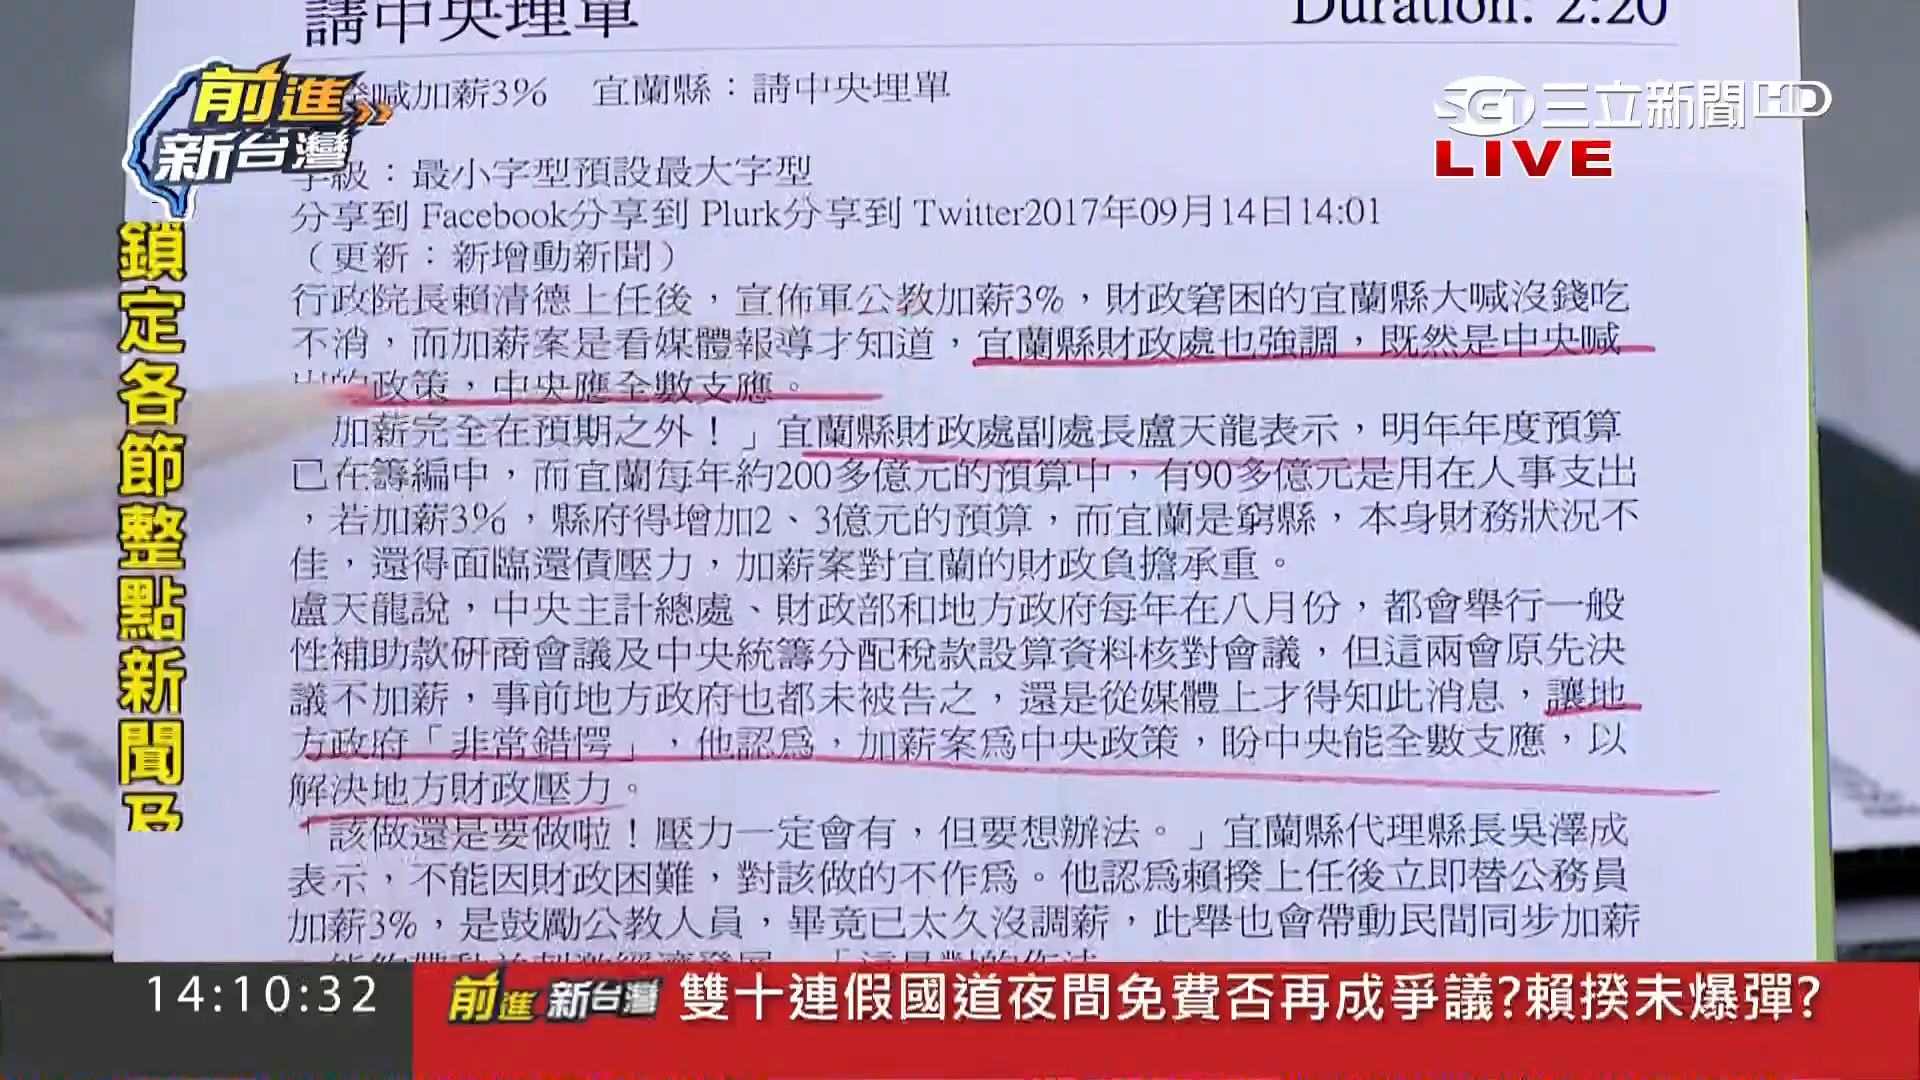 請中央埋單
Duration: 2:20
喊加薪3% 宜蘭縣：請中央埋單
字級：最小字型預設最大字型
分享到 Facebook分享到 Plurk分享到 Twitter2017年09月14日14:01
（更新：新增動新聞）
行政院長賴清德上任後，宣佈軍公教加薪3%，財政窘困的宜蘭縣大喊沒錢吃
不消，而加薪案是看媒體報導才知道，宜蘭縣財政處也強調，既然是中央喊
出的政策，中央應全數支應。
加薪完全在預期之外！」宜蘭縣財政處副處長盧天龍表示，明年年度預算
已在籌編中，而宜蘭每年約200多億元的預算中，有90多億元是用在人事支出
，若加薪3%，縣府得增加2、3億元的預算，而宜蘭是窮縣，本身財務狀況不
佳，還得面臨還債壓力，加薪案對宜蘭的財政負擔承重。
盧天龍說，中央主計總處、財政部和地方政府每年在八月份，都會舉行一般
性補助款研商會議及中央統籌分配稅款設算資料核對會議，但這兩會原先決
議不加薪，事前地方政府也都未被告之，還是從媒體上才得知此消息，讓地
方政府「非常錯愕」，他認為，加薪案為中央政策，盼中央能全數支應，以
解決地方財政壓力。
「該做還是要做啦！壓力一定會有，但要想辦法。」宜蘭縣代理縣長吳澤成
表示，不能因財政困難，對該做的不作為。他認為賴揆上任後立即替公務員
加薪3%，是鼓勵公教人員，畢竟已太久沒調薪，此舉也會帶動民間同步加薪
前進
新台灣
鎖定各節整點新聞及
SET三立新聞HD
LIVE
14:10:32
前進新台灣 雙十連假國道夜間免費否再成爭議?賴揆未爆彈?